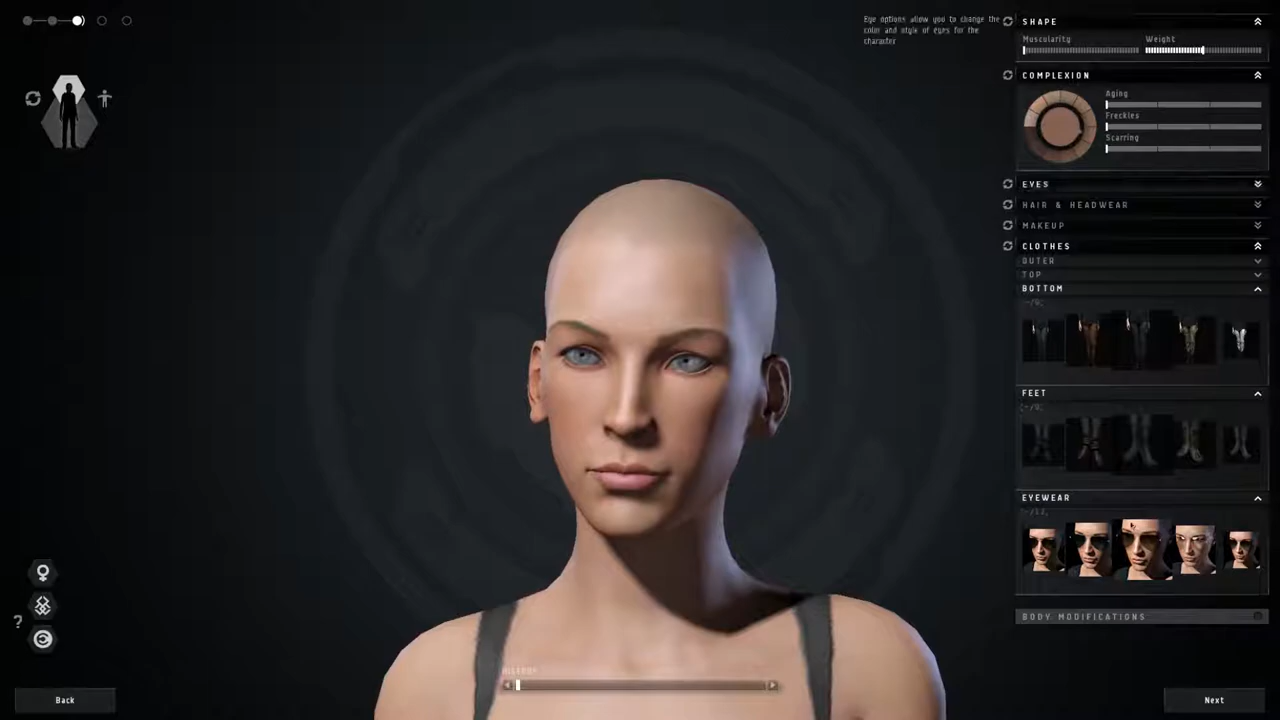 Eye options allow you to change the
color and style of eyes for the
character
SHAPE
Muscularity
Weight
COMPLEXION
Aging
Freckles
Scarring
EYES
HAIR & HEADWEAR
MAKEUP
CLOTHES
OUTER
TOP
BOTTOM
FEET
EYEWEAR
BODY MODIFICATIONS
?
Back
Next